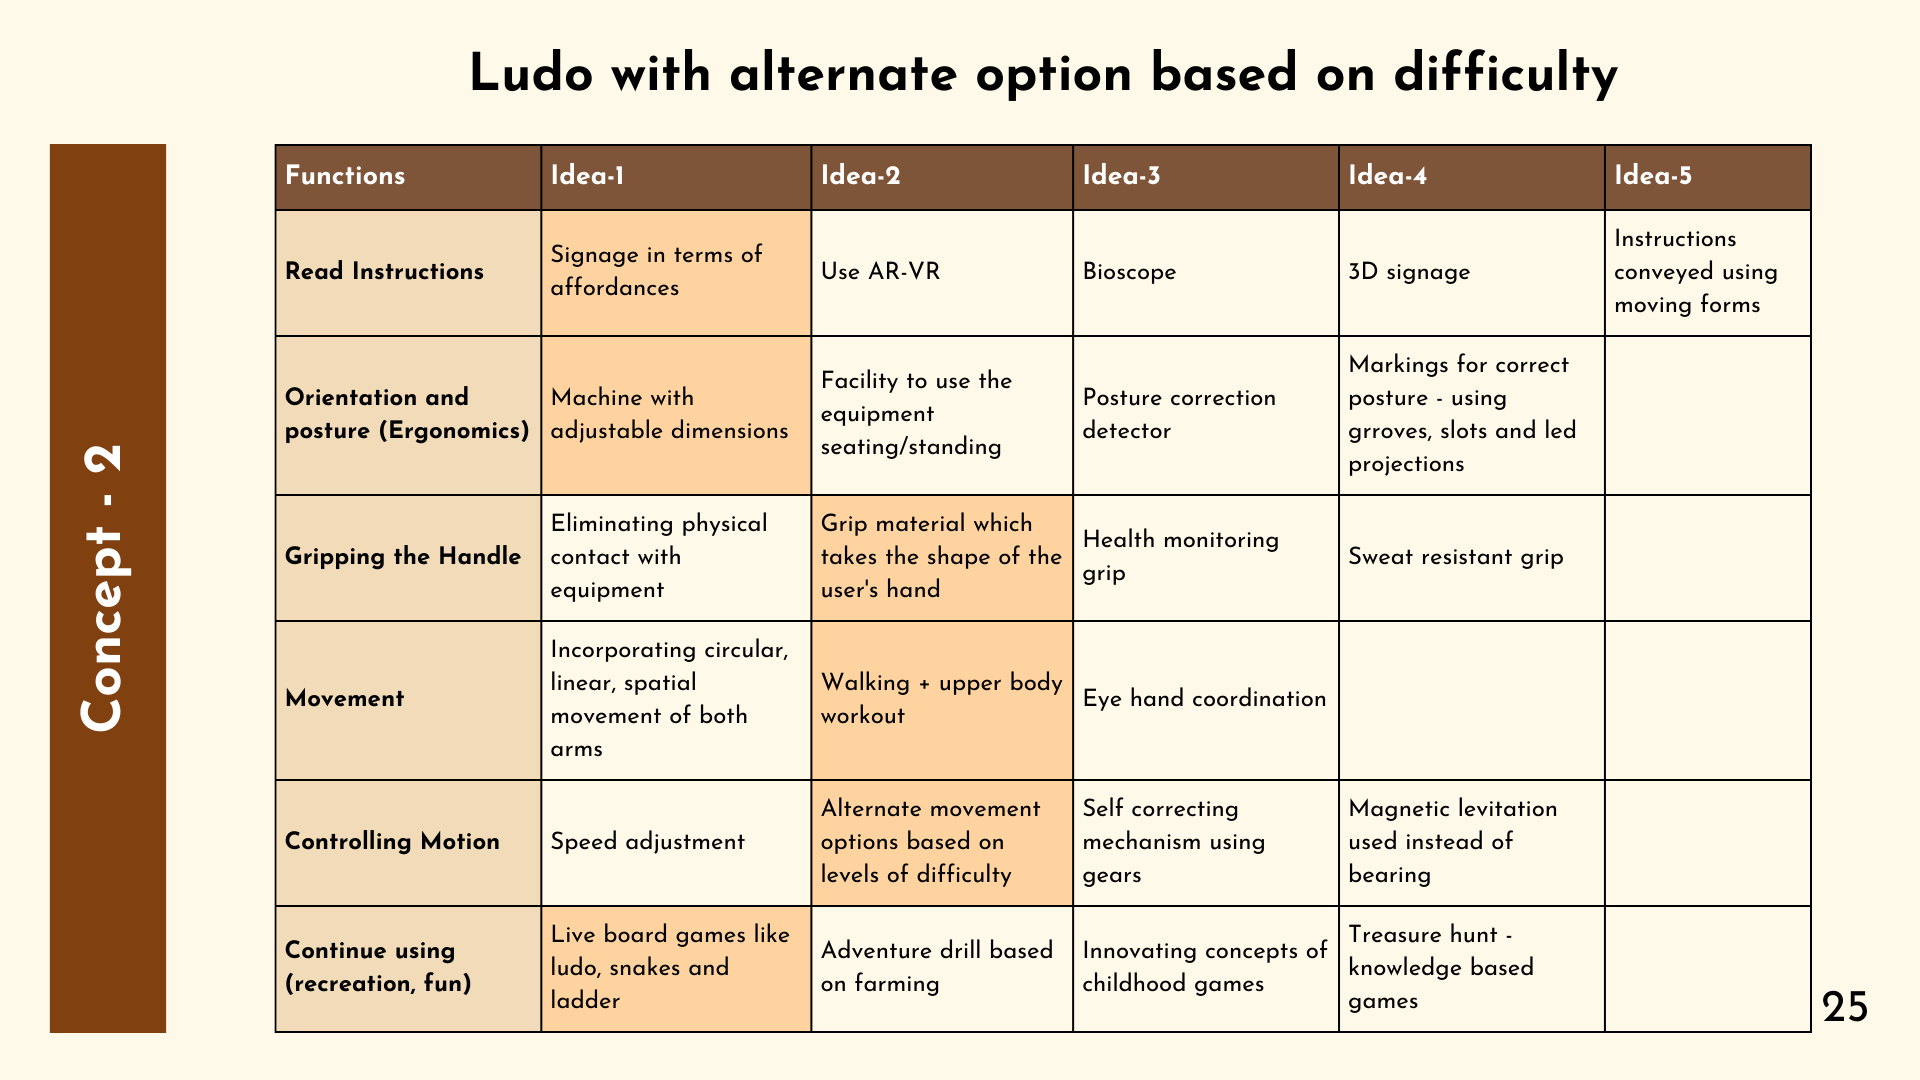 Ludo with alternate option based on difficulty
Concept - 2
Functions
Idea-1
Idea-2
Idea-3
Idea-4
Idea-5
Read Instructions
Signage in terms of
affordances
Use AR-VR
Bioscope
3D signage
Instructions
conveyed using
moving forms
Orientation and
posture (Ergonomics)
Machine with
adjustable dimensions
Facility to use the
equipment
seating/standing
Posture correction
detector
Markings for correct
posture - using
grroves, slots and led
projections
Gripping the Handle
Eliminating physical
contact with
equipment
Grip material which
takes the shape of the
user's hand
Health monitoring
grip
Sweat resistant grip
Movement
Incorporating circular,
linear, spatial
movement of both
arms
Walking + upper body
workout
Eye hand coordination
Controlling Motion
Speed adjustment
Alternate movement
options based on
levels of difficulty
Self correcting
mechanism using
gears
Magnetic levitation
used instead of
bearing
Continue using
(recreation, fun)
Live board games like
ludo, snakes and
ladder
Adventure drill based
on farming
Innovating concepts of
childhood games
Treasure hunt -
knowledge based
games
25